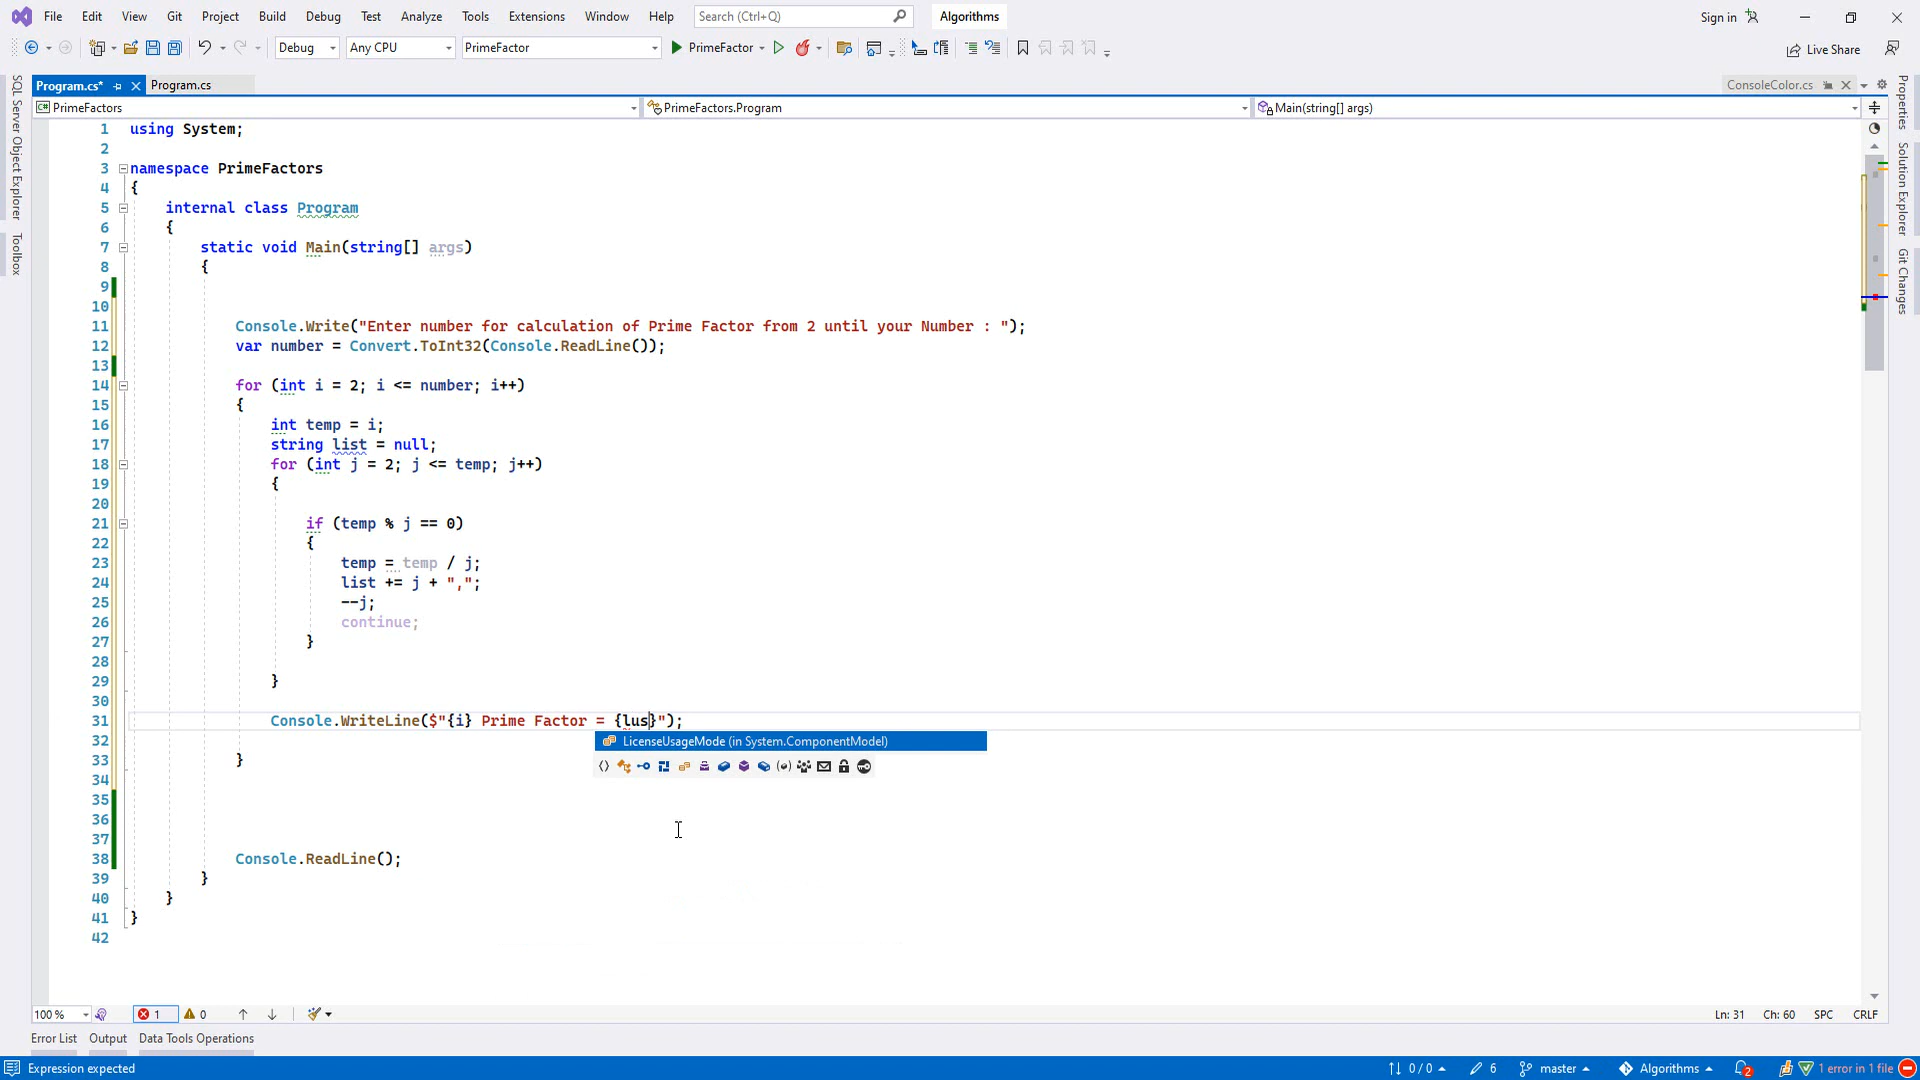 File Edit View Git Project Build Debug Test Analyze Tools Extensions Window Help Search (Ctrl+Q) Algorithms Sign in
Debug Any CPU PrimeFactor PrimeFactor Live Share
Program.cs* Program.cs ConsoleColor.cs
PrimeFactors PrimeFactors.Program Main(string[] args)
SQL Server Object Explorer
Toolbox
Properties
Solution Explorer
Git Changes
1 using System;
2
3 namespace PrimeFactors
4 {
5 internal class Program
6 {
7 static void Main(string[] args)
8 {
9
10
11 Console.Write("Enter number for calculation of Prime Factor from 2 until your Number : ");
12 var number = Convert.ToInt32(Console.ReadLine());
13
14 for (int i = 2; i <= number; i++)
15 {
16 int temp = i;
17 string list = null;
18 for (int j = 2; j <= temp; j++)
19 {
20
21 if (temp % j == 0)
22 {
23 temp = temp / j;
24 list += j + ",";
25 --j;
26 continue;
27 }
28
29 }
30
31 Console.WriteLine($"{i} Prime Factor = {lus}");
32
LicenseUsageMode (in System.ComponentModel)
33 }
34
35
36
37
38 Console.ReadLine();
39 }
40 }
41 }
42
100 % 1 0 Ln: 31 Ch: 60 SPC CRLF
Error List Output Data Tools Operations
Expression expected 0 / 0 6 master Algorithms 2 1 error in 1 file